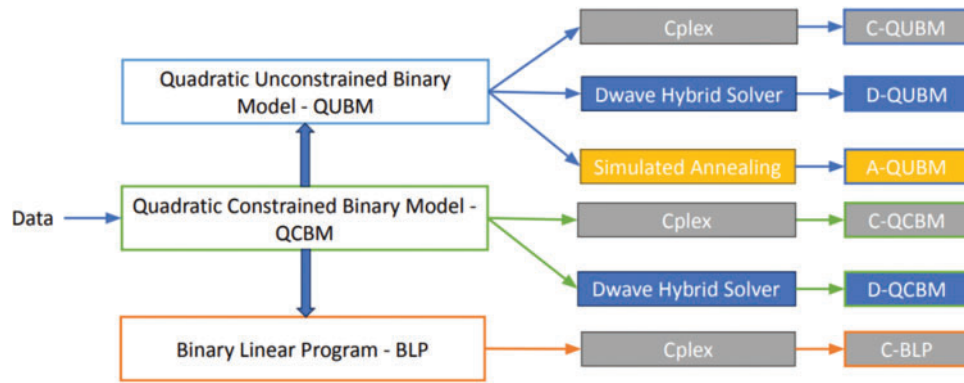 Cplex
C-QUBM
Quadratic Unconstrained Binary
Model - QUBM
Dwave Hybrid Solver
D-QUBM
Simulated Annealing
A-QUBM
Data
Quadratic Constrained Binary Model -
QCBM
Cplex
C-QCBM
Dwave Hybrid Solver
D-QCBM
Binary Linear Program - BLP
Cplex
C-BLP